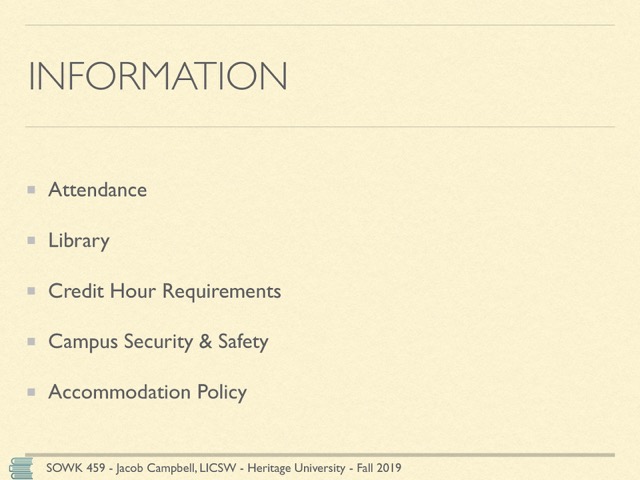 INFORMATION
Attendance
Library
Credit Hour Requirements
Campus Security & Safety
Accommodation Policy
SOWK 459 - Jacob Campbell, LICSW - Heritage University - Fall 2019